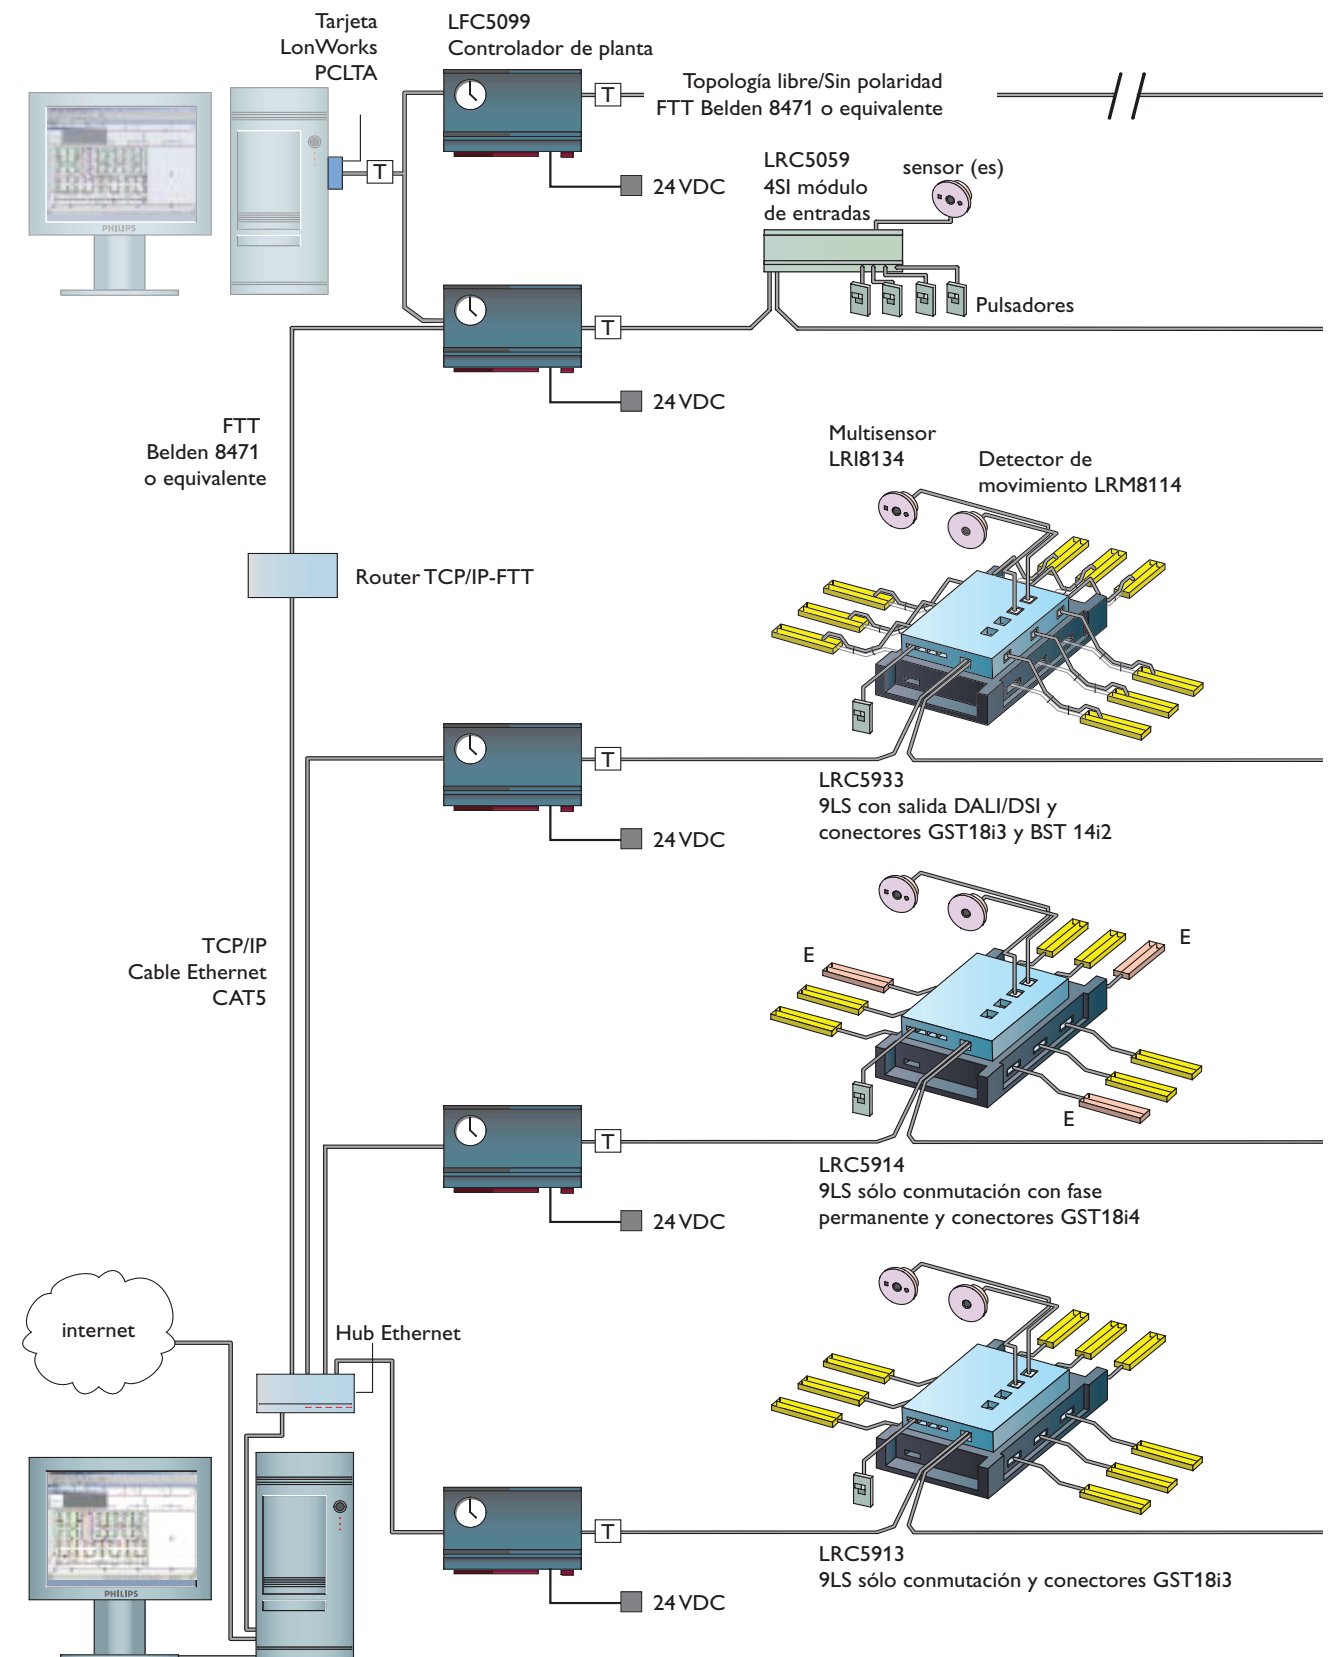 Tarjeta
LonWorks
PCLTA
LFC5099
Controlador de planta
T
Topología libre/Sin polaridad
FTT Belden 8471 o equivalente
PHILIPS
T
24 VDC
LRC5059
4SI módulo
de entradas
sensor (es)
Pulsadores
T
24 VDC
FTT
Belden 8471
o equivalente
Multisensor
LRI8134
Detector de
movimiento LRM8114
Router TCP/IP-FTT
T
24 VDC
LRC5933
9LS con salida DALI/DSI y
conectores GST18i3 y BST 14i2
TCP/IP
Cable Ethernet
CAT5
E
E
E
T
24 VDC
LRC5914
9LS sólo conmutación con fase
permanente y conectores GST18i4
internet
Hub Ethernet
T
24 VDC
LRC5913
9LS sólo conmutación y conectores GST18i3
PHILIPS